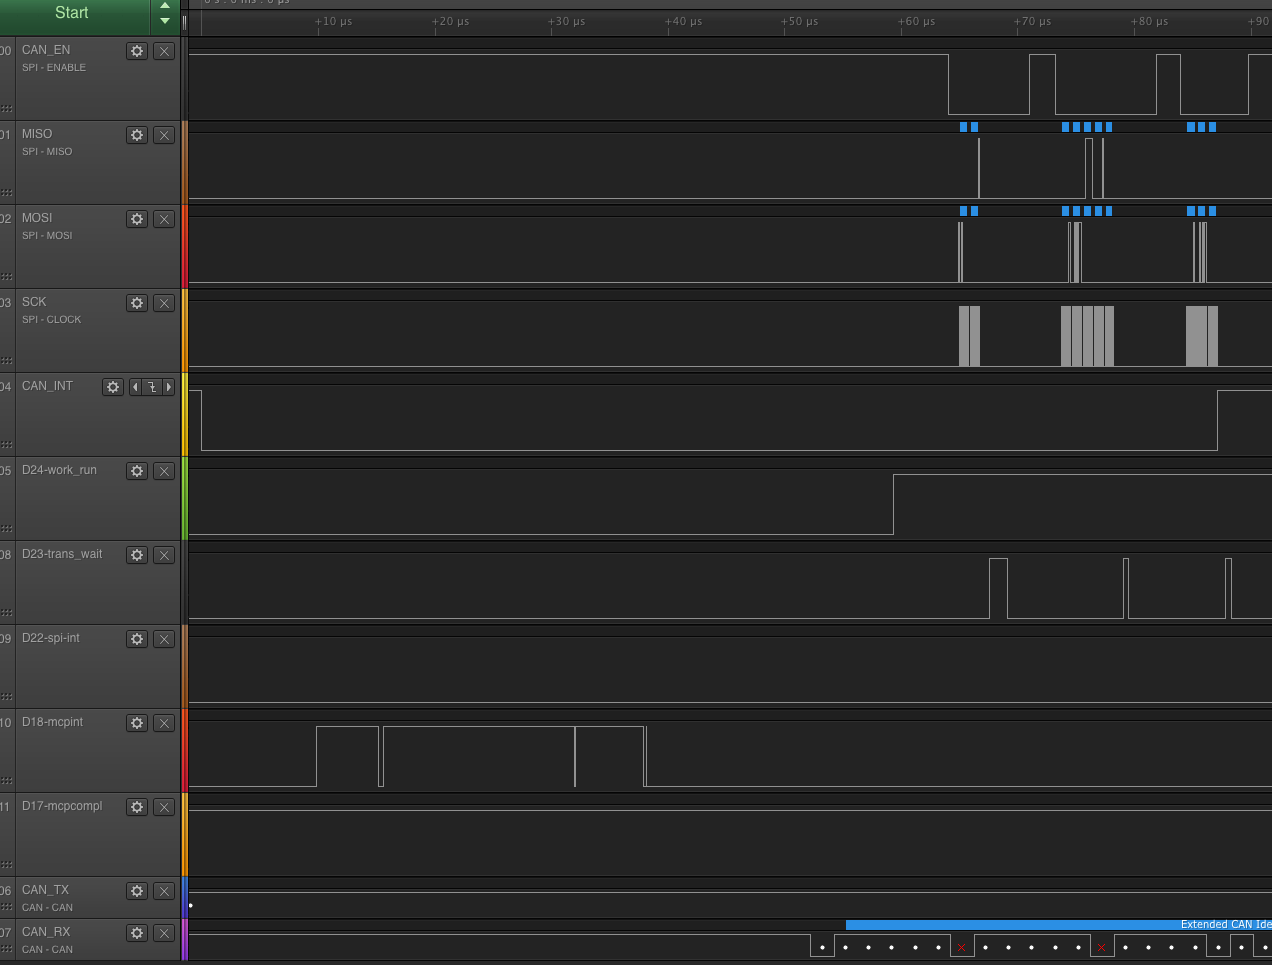 Start
+10 µs +20 µs +30 µs +40 µs +50 µs +60 µs +70 µs +80 µs +90
00 CAN_EN
SPI - ENABLE
01 MISO
SPI - MISO
02 MOSI
SPI - MOSI
03 SCK
SPI - CLOCK
04 CAN_INT
05 D24-work_run
08 D23-trans_wait
09 D22-spi-int
10 D18-mcpint
11 D17-mcpcompl
06 CAN_TX
CAN - CAN
07 CAN_RX
CAN - CAN
Extended CAN Ide